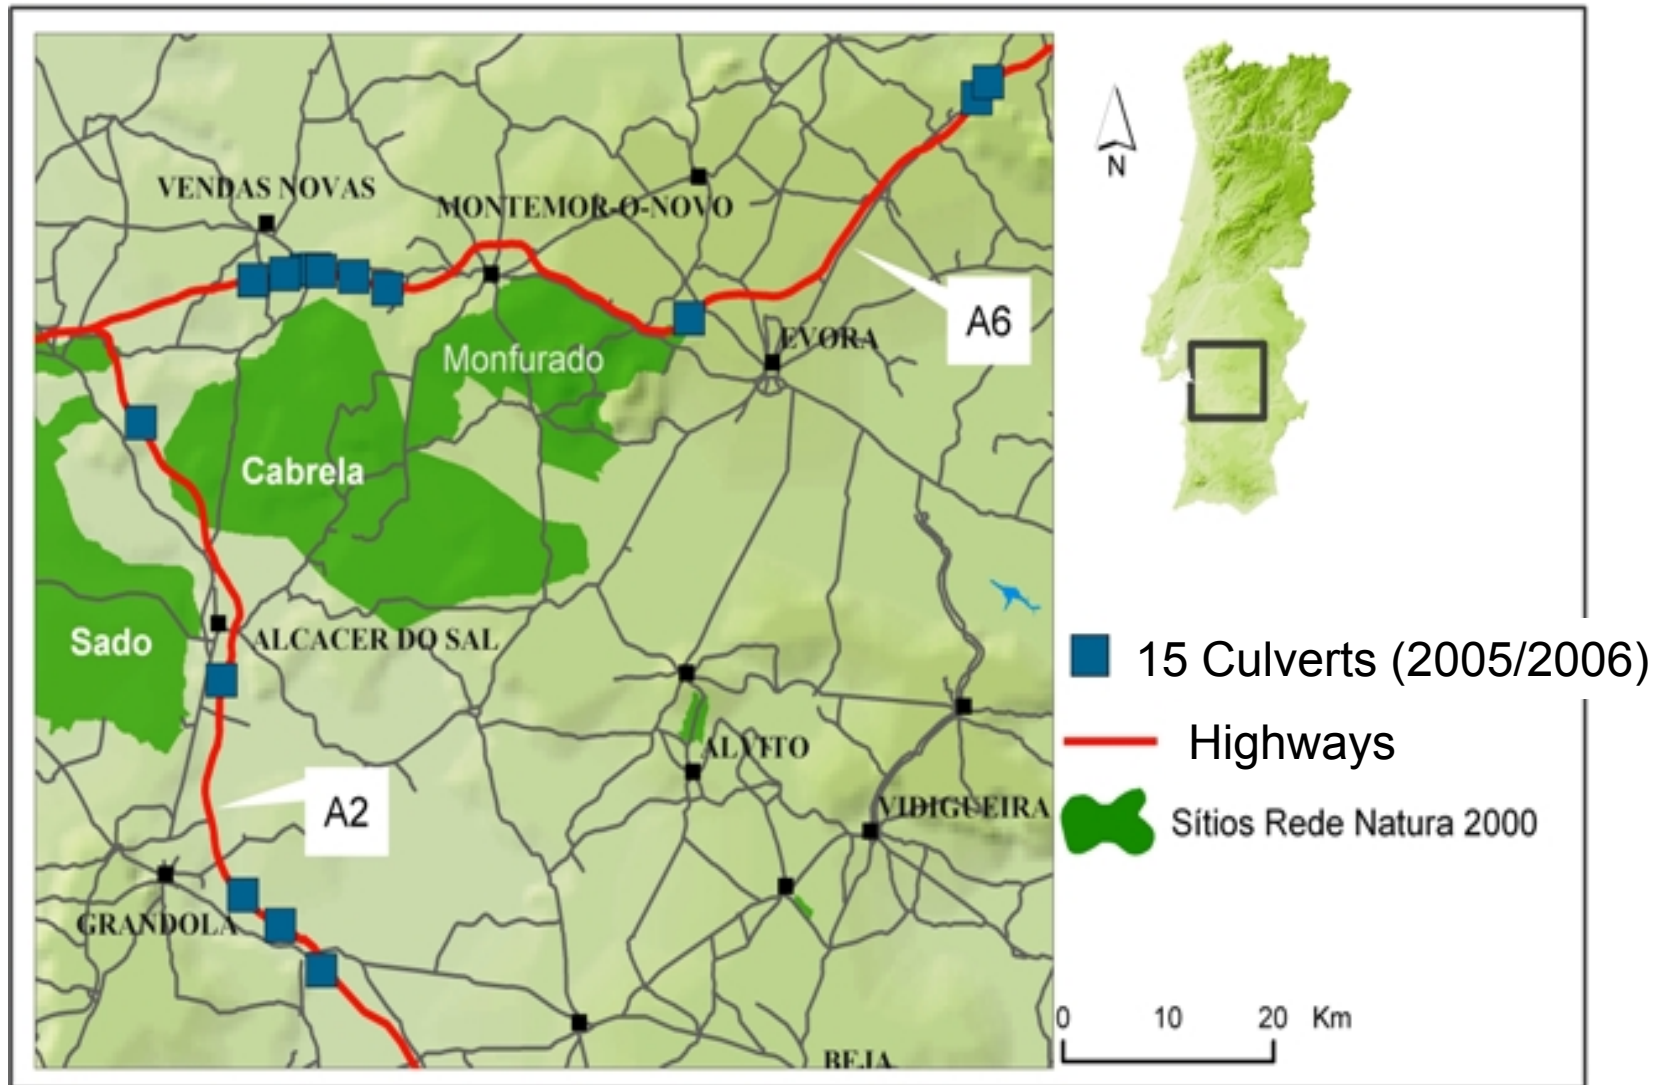 VENDAS NOVAS
MONTEMOR-O-NOVO
N
A6
EVORA
Monfurado
Cabrela
Sado
ALCACER DO SAL
15 Culverts (2005/2006)
Highways
ALVITO
A2
VIDIGUEIRA
Sítios Rede Natura 2000
GRANDOLA
0 10 20 Km
BEJA